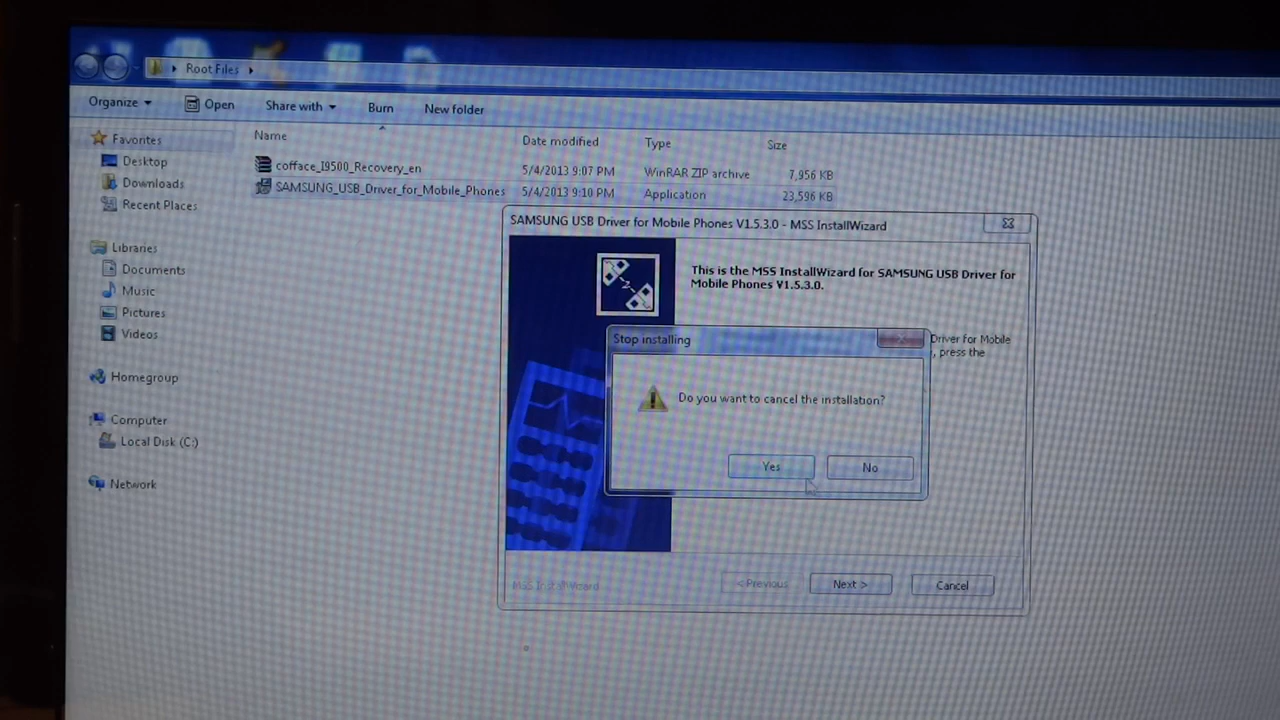 Root Files
Organize
Open
Share with
Burn
New folder
Name
Date modified
Type
Size
Favorites
Desktop
Downloads
Recent Places
Libraries
Documents
Music
Pictures
Videos
Homegroup
Computer
Local Disk (C:)
Network
cofface_I9500_Recovery_en
5/4/2013 9:07 PM
WinRAR ZIP archive
7,956 KB
SAMSUNG_USB_Driver_for_Mobile_Phones
5/4/2013 9:10 PM
Application
23,596 KB
SAMSUNG USB Driver for Mobile Phones V1.5.3.0 - MSS InstallWizard
This is the MSS InstallWizard for SAMSUNG USB Driver for
Mobile Phones V1.5.3.0.
Driver for Mobile
, press the
Stop installing
Do you want to cancel the installation?
Yes
No
MSS InstallWizard
< Previous
Next >
Cancel